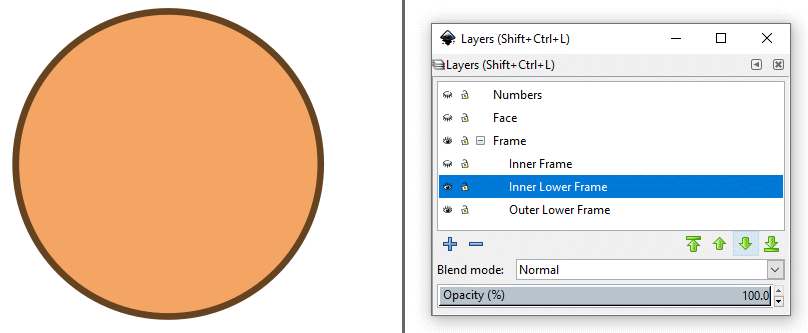 Layers (Shift+Ctrl+L)
Layers (Shift+Ctrl+L)
Numbers
Face
Frame
Inner Frame
Inner Lower Frame
Outer Lower Frame
Blend mode: Normal
Opacity (%) 100.0